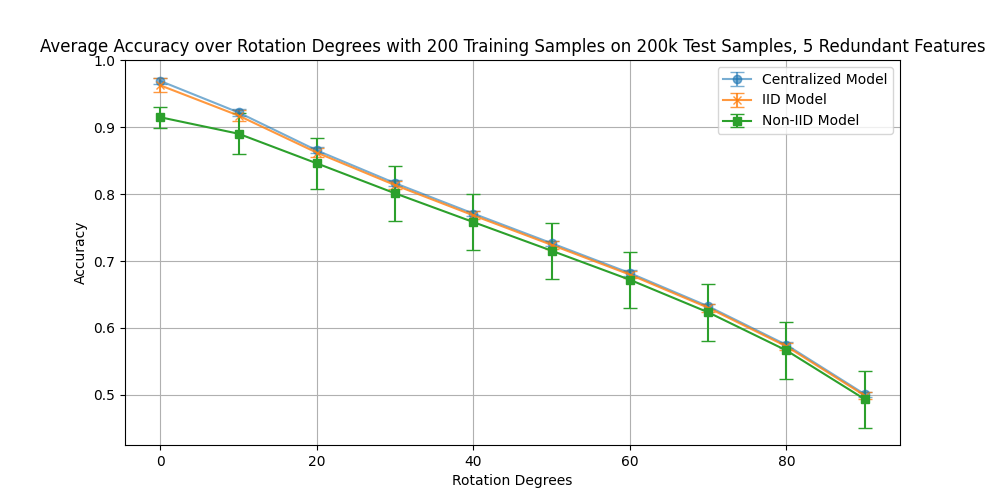 Average Accuracy over Rotation Degrees with 200 Training Samples on 200k Test Samples, 5 Redundant Features
1.0
0.9
0.8
0.7
0.6
0.5
Accuracy
Centralized Model
IID Model
Non-IID Model
0 20 40 60 80
Rotation Degrees